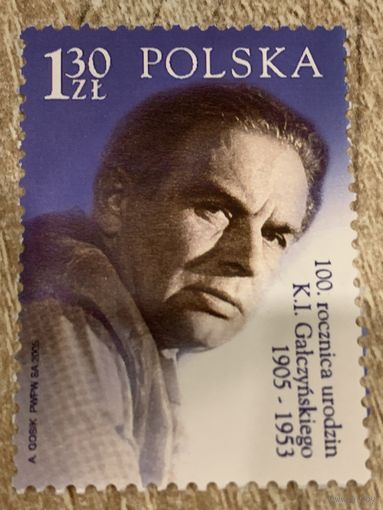 1 30 ZŁ POLSKA
100. rocznica urodzin
K.I. Gałczyńskiego
1905 - 1953
A. GOSIK PWPW SA 2005